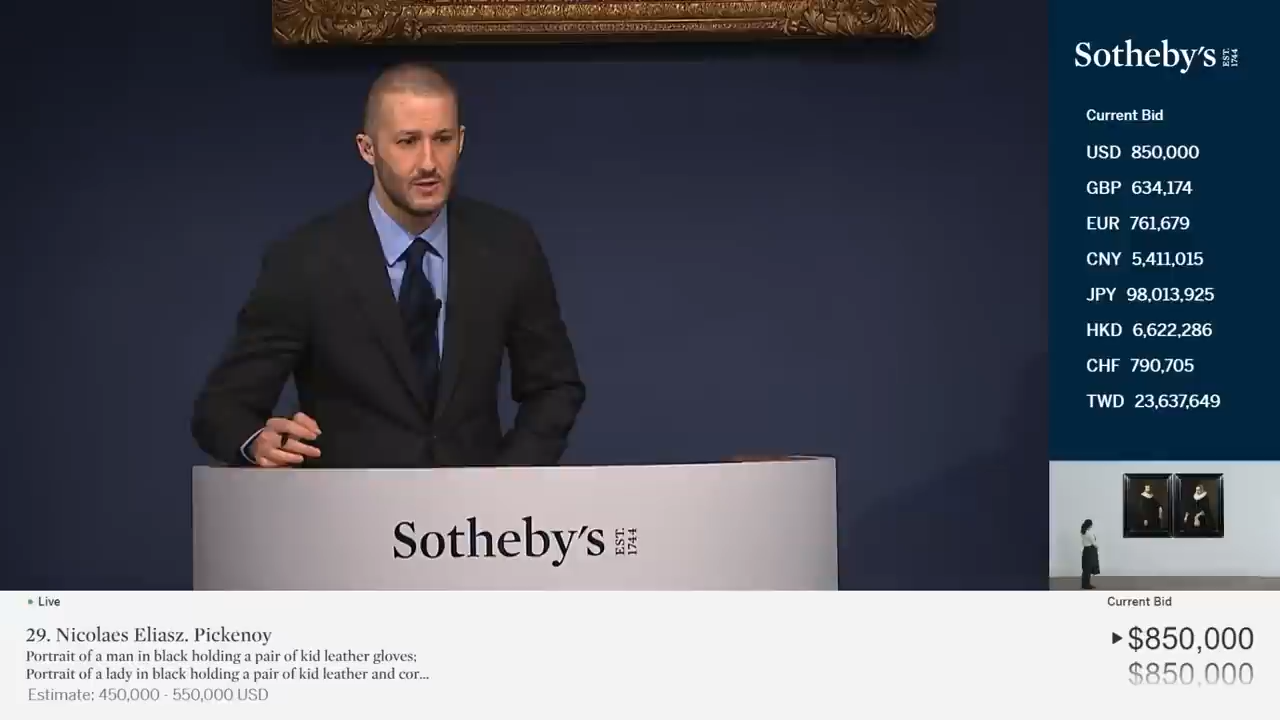 Sotheby's EST. 1744
Current Bid
USD 850,000
GBP 634,174
EUR 761,679
CNY 5,411,015
JPY 98,013,925
HKD 6,622,286
CHF 790,705
TWD 23,637,649
Sotheby's EST. 1744
Live
29. Nicolaes Eliasz. Pickenoy
Portrait of a man in black holding a pair of kid leather gloves;
Portrait of a lady in black holding a pair of kid leather and cor...
Estimate: 450,000 - 550,000 USD
Current Bid
$850,000
$850,000